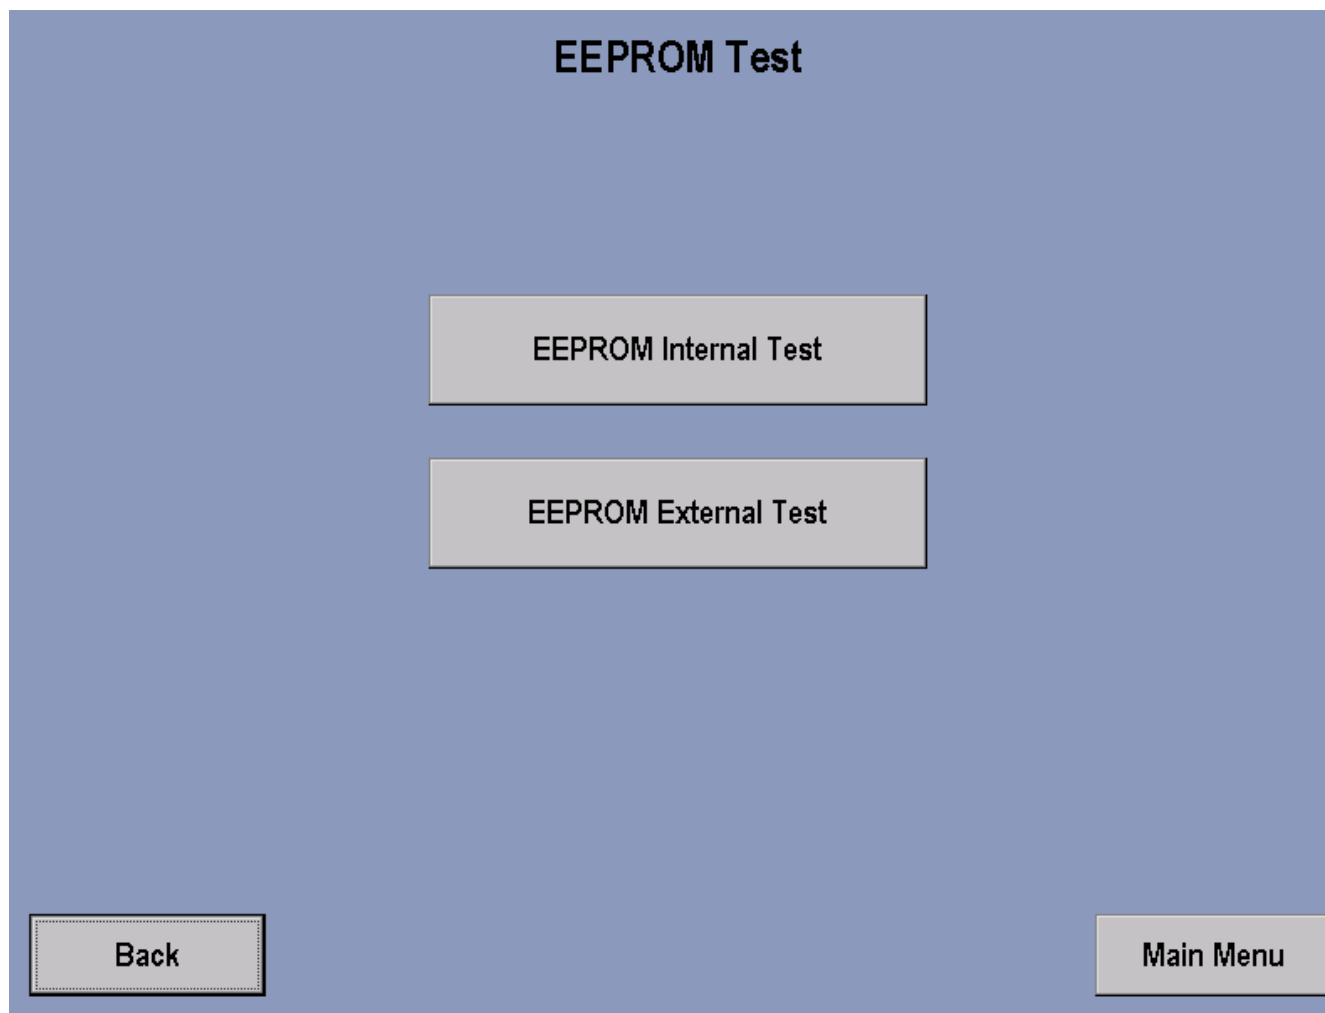 EEPROM Test
EEPROM Internal Test
EEPROM External Test
Back
Main Menu